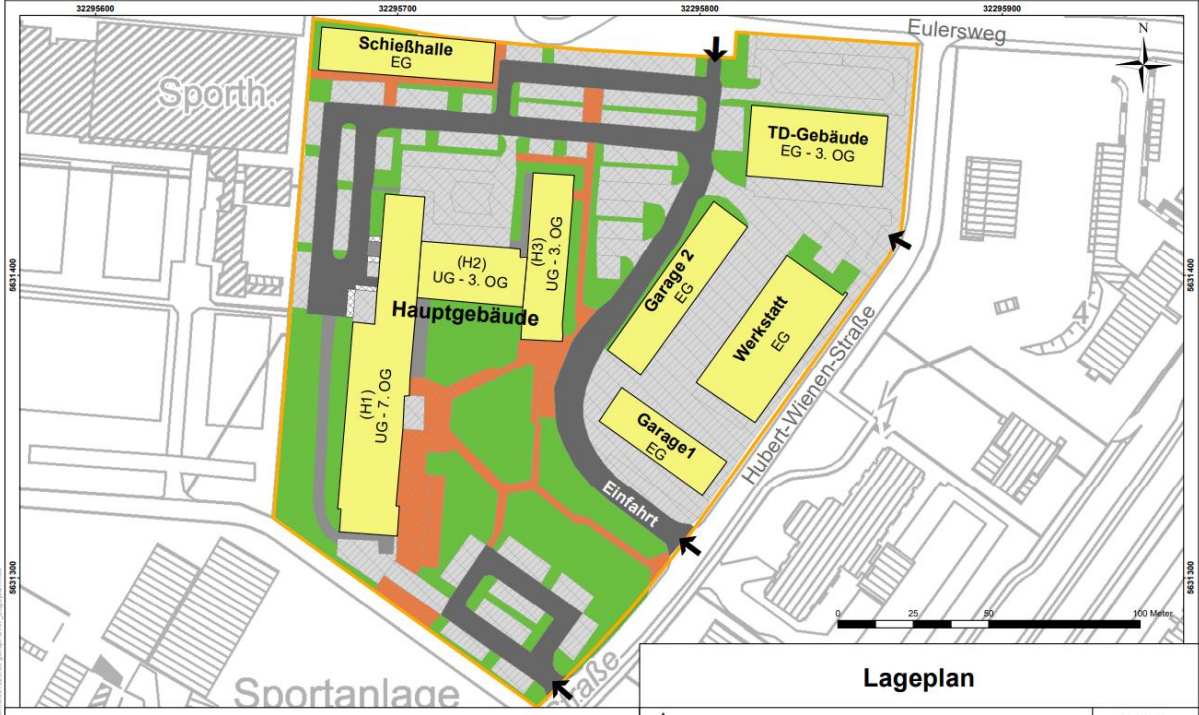 32295600
32295700
32295800
32295900
Eulersweg
N
Schießhalle
EG
Sporth.
TD-Gebäude
EG - 3. OG
5631400
5631400
(H2)
UG - 3. OG
(H3)
UG - 3. OG
Hauptgebäude
Garage 2
EG
Werkstatt
EG
(H1)
UG - 7. OG
Garage1
EG
Hubert-Wienen-Straße
Einfahrt
5631300
5631300
0 25 50 100 Meter
Sportanlage
Straße
Lageplan